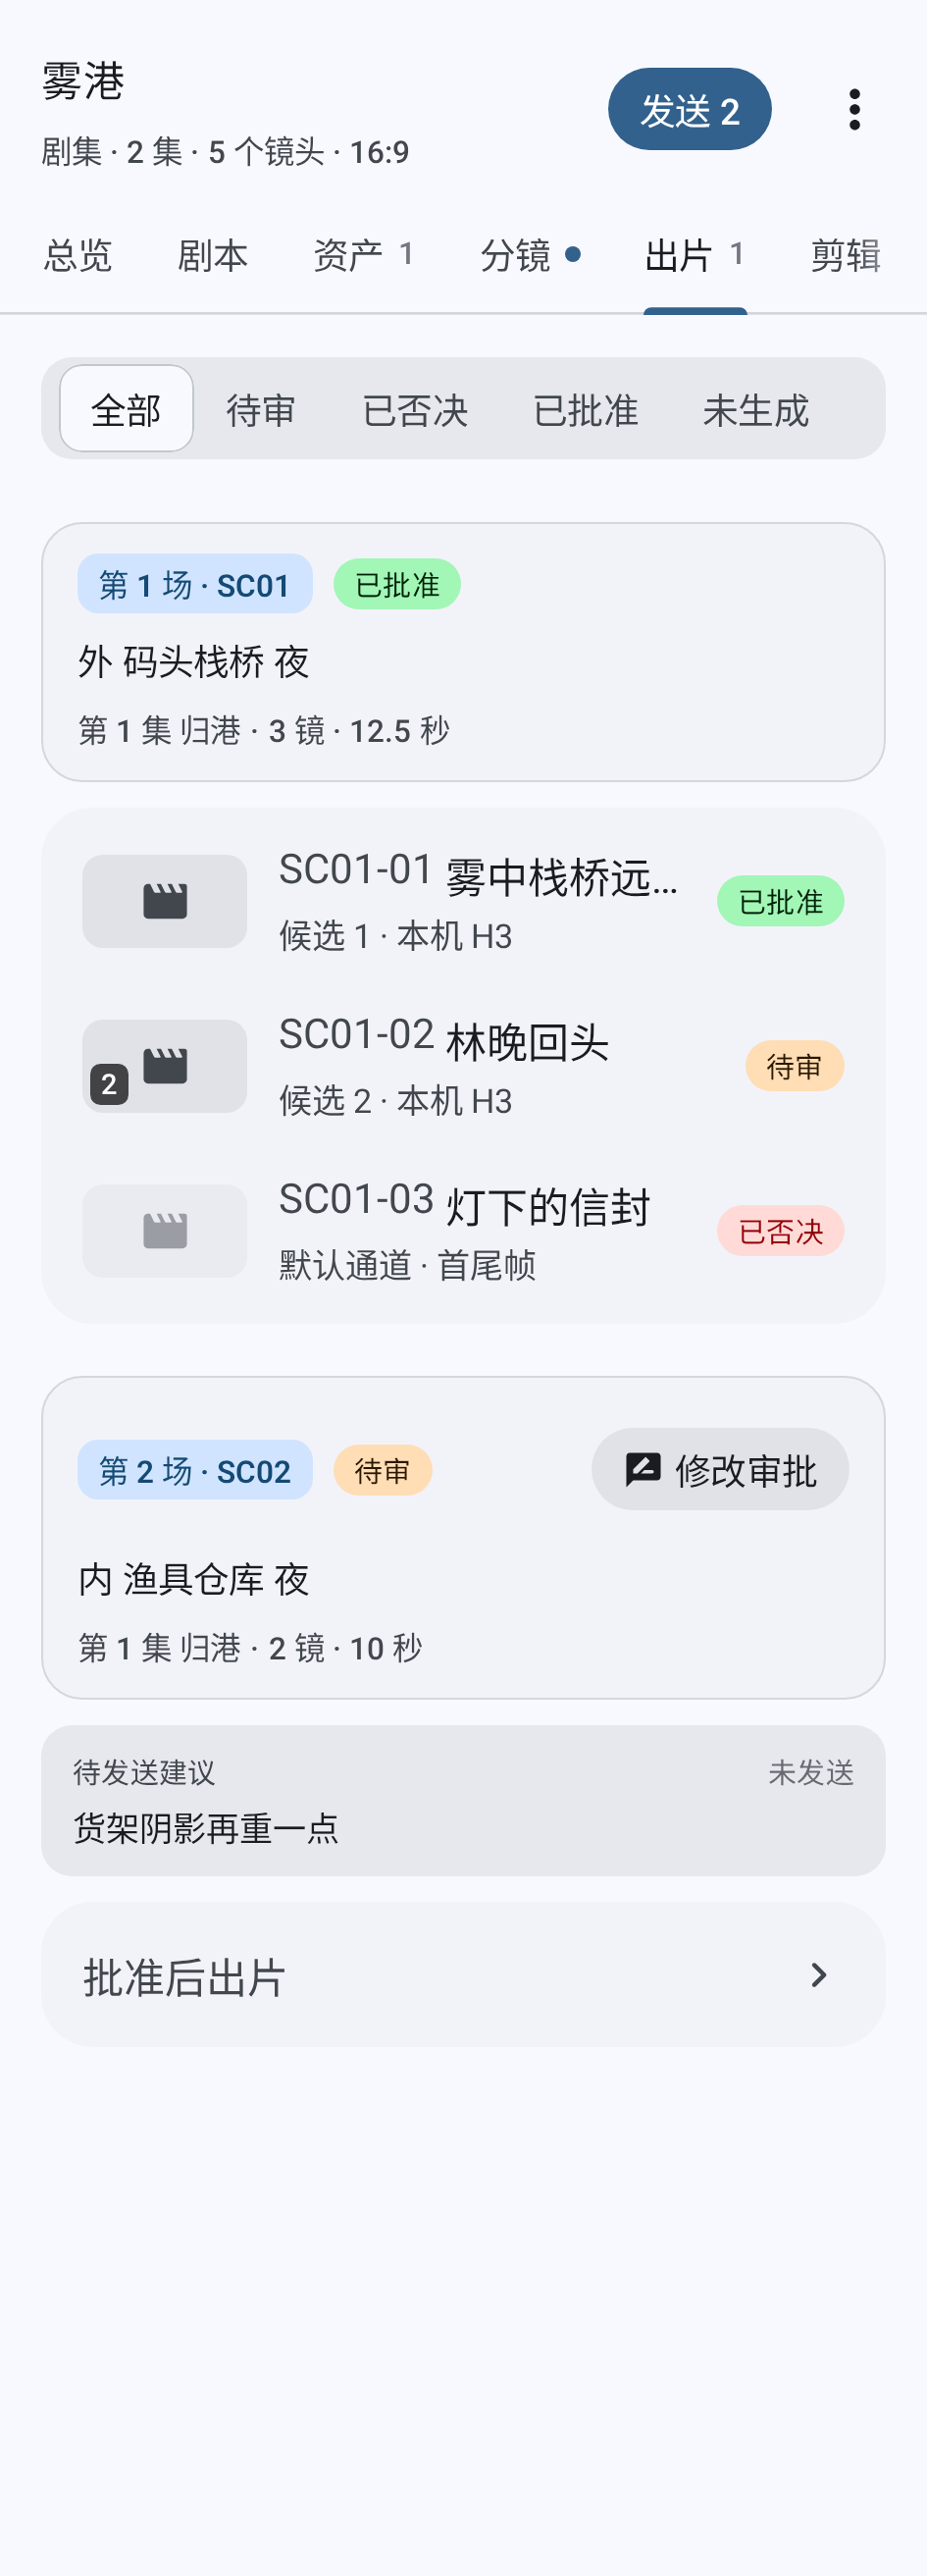 雾港
发送 2
剧集 · 2 集 · 5 个镜头 · 16:9
总览 剧本 资产 1 分镜 出片 1 剪辑
全部 待审 已否决 已批准 未生成
第 1 场 · SC01 已批准
外 码头栈桥 夜
第 1 集 归港 · 3 镜 · 12.5 秒
SC01-01 雾中栈桥远… 已批准
候选 1 · 本机 H3
SC01-02 林晚回头 待审
2
候选 2 · 本机 H3
SC01-03 灯下的信封 已否决
默认通道 · 首尾帧
第 2 场 · SC02 待审 修改审批
内 渔具仓库 夜
第 1 集 归港 · 2 镜 · 10 秒
待发送建议 未发送
货架阴影再重一点
批准后出片